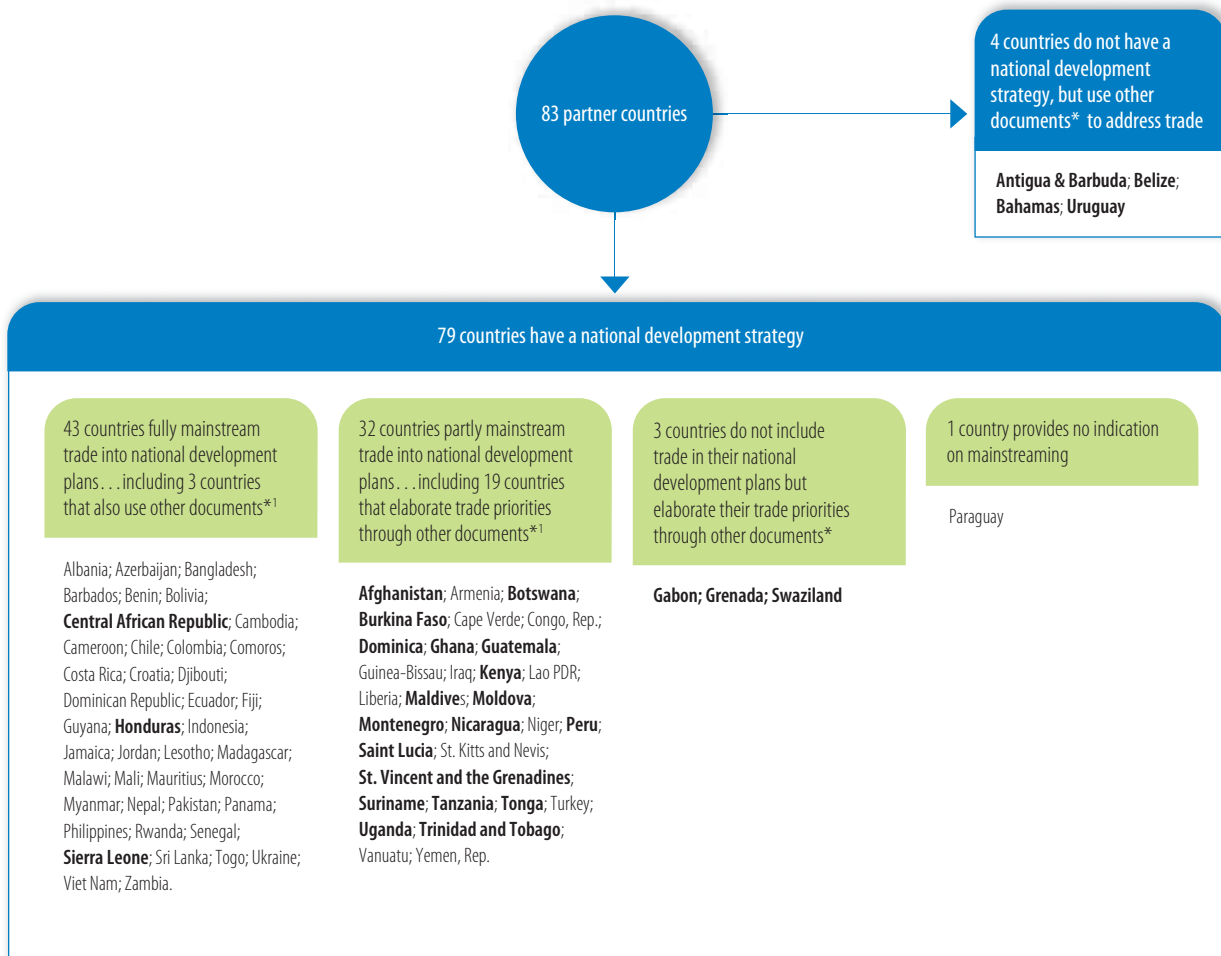 83 partner countries
4 countries do not have a
national development
strategy, but use other
documents* to address trade
Antigua & Barbuda; Belize;
Bahamas; Uruguay
79 countries have a national development strategy
43 countries fully mainstream
trade into national development
plans...including 3 countries
that also use other documents*1
Albania; Azerbaijan; Bangladesh;
Barbados; Benin; Bolivia;
Central African Republic; Cambodia;
Cameroon; Chile; Colombia; Comoros;
Costa Rica; Croatia; Djibouti;
Dominican Republic; Ecuador; Fiji;
Guyana; Honduras; Indonesia;
Jamaica; Jordan; Lesotho; Madagascar;
Malawi; Mali; Mauritius; Morocco;
Myanmar; Nepal; Pakistan; Panama;
Philippines; Rwanda; Senegal;
Sierra Leone; Sri Lanka; Togo; Ukraine;
Viet Nam; Zambia.
32 countries partly mainstream
trade into national development
plans...including 19 countries
that elaborate trade priorities
through other documents*1
Afghanistan; Armenia; Botswana;
Burkina Faso; Cape Verde; Congo, Rep.;
Dominica; Ghana; Guatemala;
Guinea-Bissau; Iraq; Kenya; Lao PDR;
Liberia; Maldives; Moldova;
Montenegro; Nicaragua; Niger; Peru;
Saint Lucia; St. Kitts and Nevis;
St. Vincent and the Grenadines;
Suriname; Tanzania; Tonga; Turkey;
Uganda; Trinidad and Tobago;
Vanuatu; Yemen, Rep.
3 countries do not include
trade in their national
development plans but
elaborate their trade priorities
through other documents*
Gabon; Grenada; Swaziland
1 country provides no indication
on mainstreaming
Paraguay